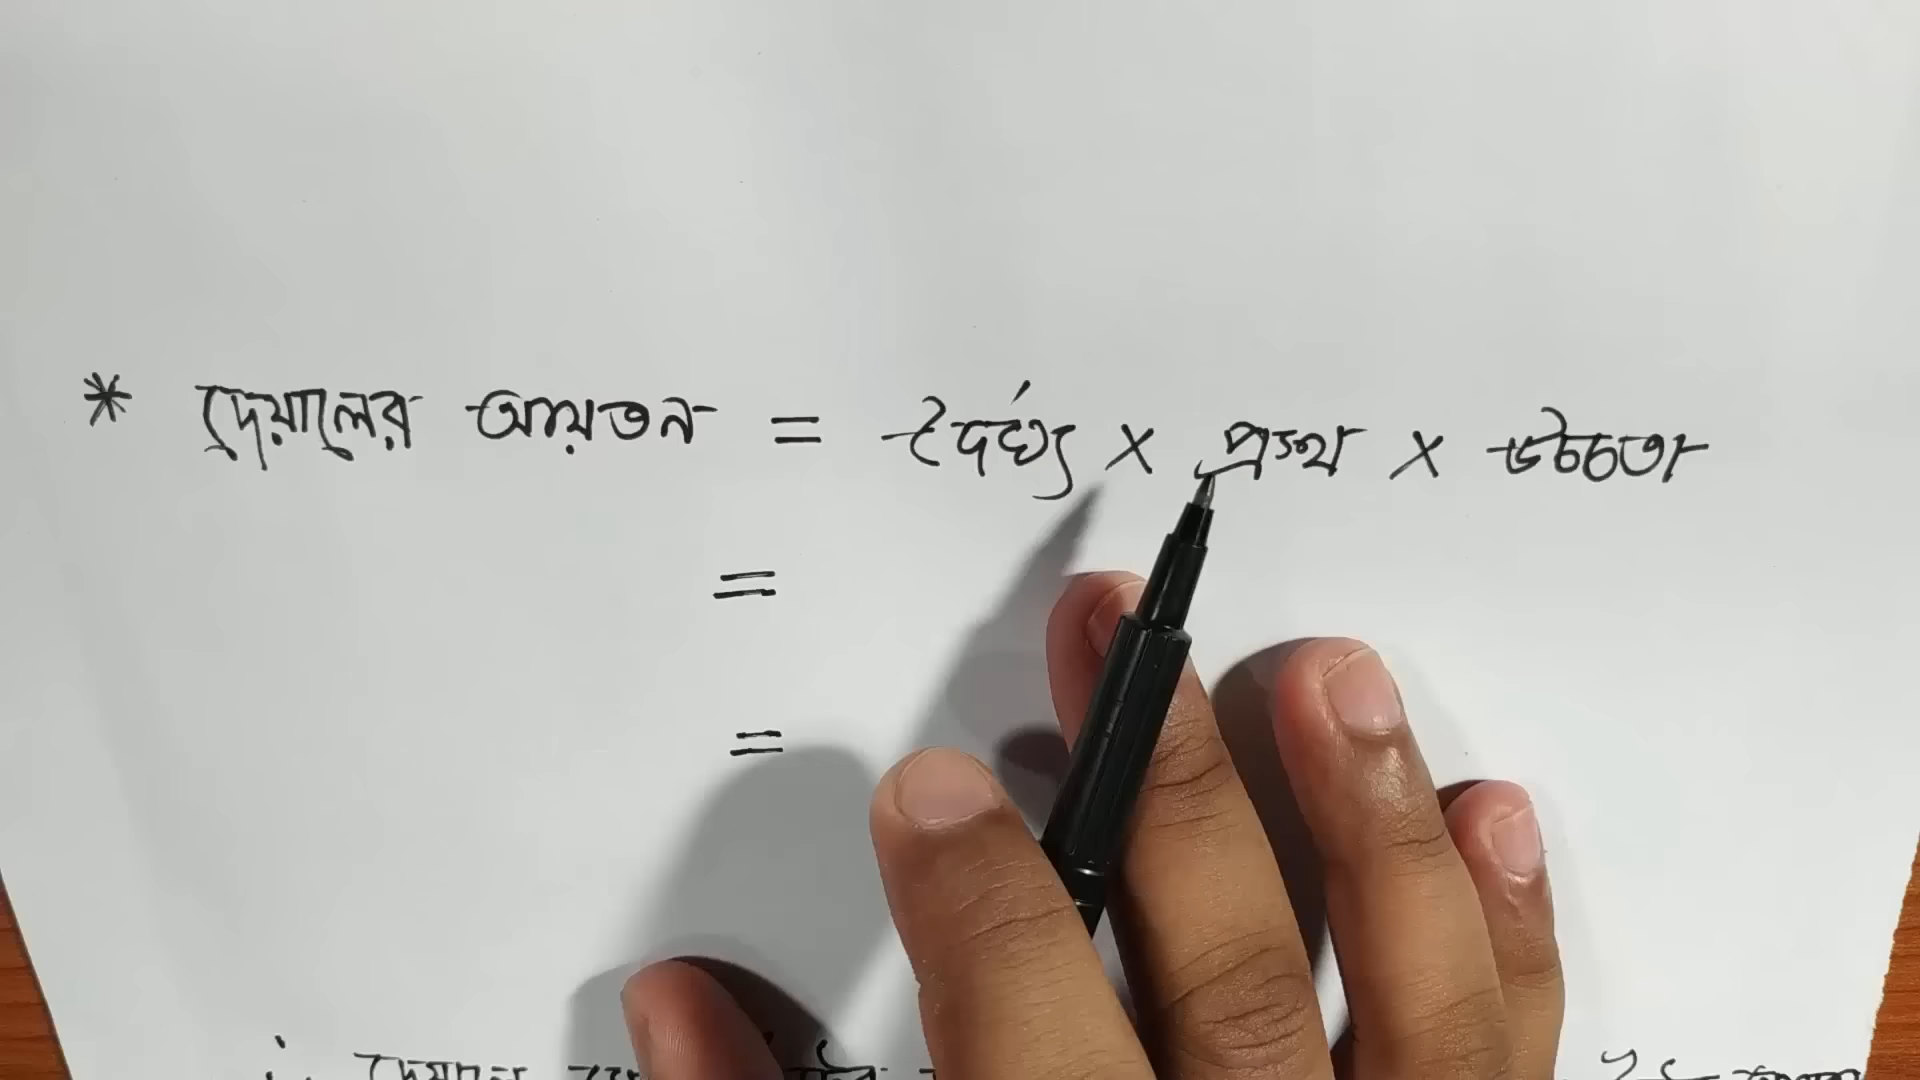 * দেয়ালের আয়তন = দৈর্ঘ্য × প্রস্থ × উচ্চতা
=
=
∴ দেয়ালে